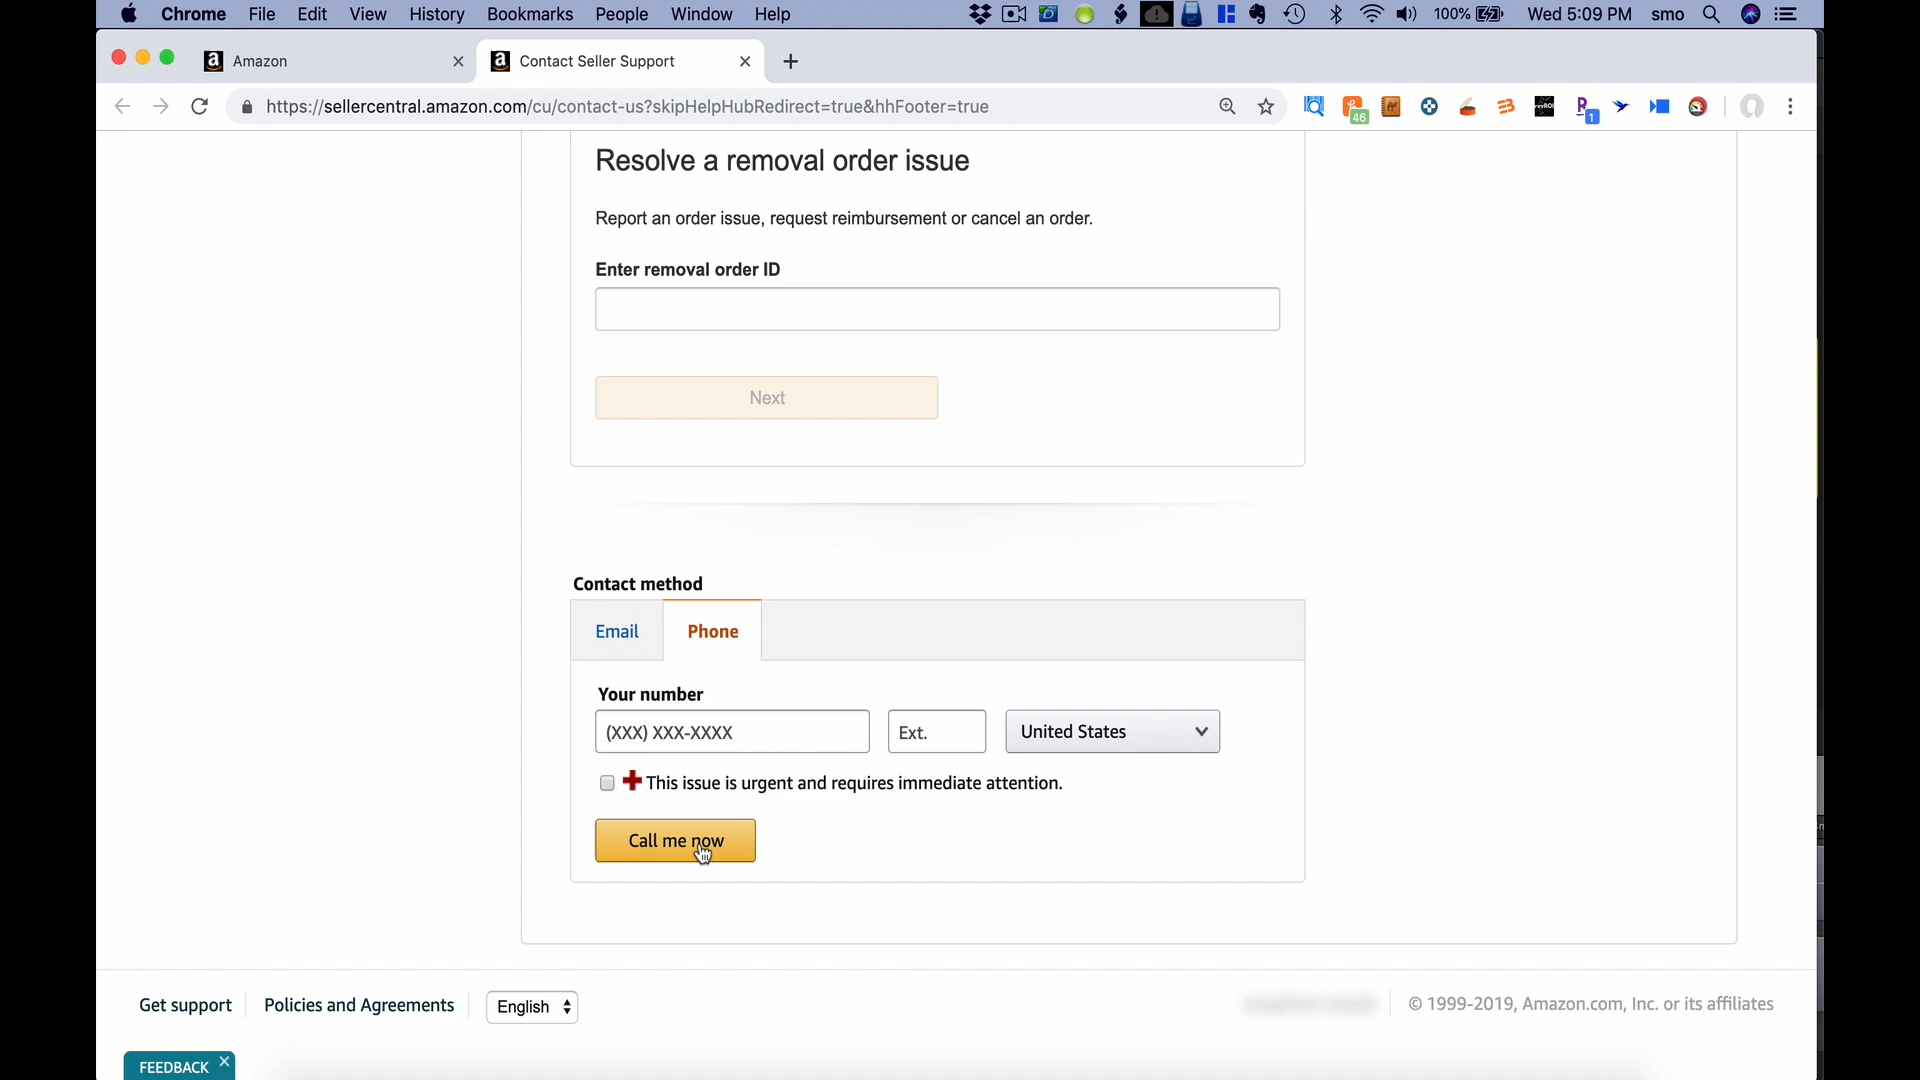 Chrome File Edit View History Bookmarks People Window Help 100% Wed 5:09 PM smo
Amazon Contact Seller Support
https://sellercentral.amazon.com/cu/contact-us?skipHelpHubRedirect=true&hhFooter=true 46 1
Resolve a removal order issue
Report an order issue, request reimbursement or cancel an order.
Enter removal order ID
Next
Contact method
Email Phone
Your number
(XXX) XXX-XXXX Ext. United States
This issue is urgent and requires immediate attention.
Call me now
Get support Policies and Agreements English © 1999-2019, Amazon.com, Inc. or its affiliates
FEEDBACK